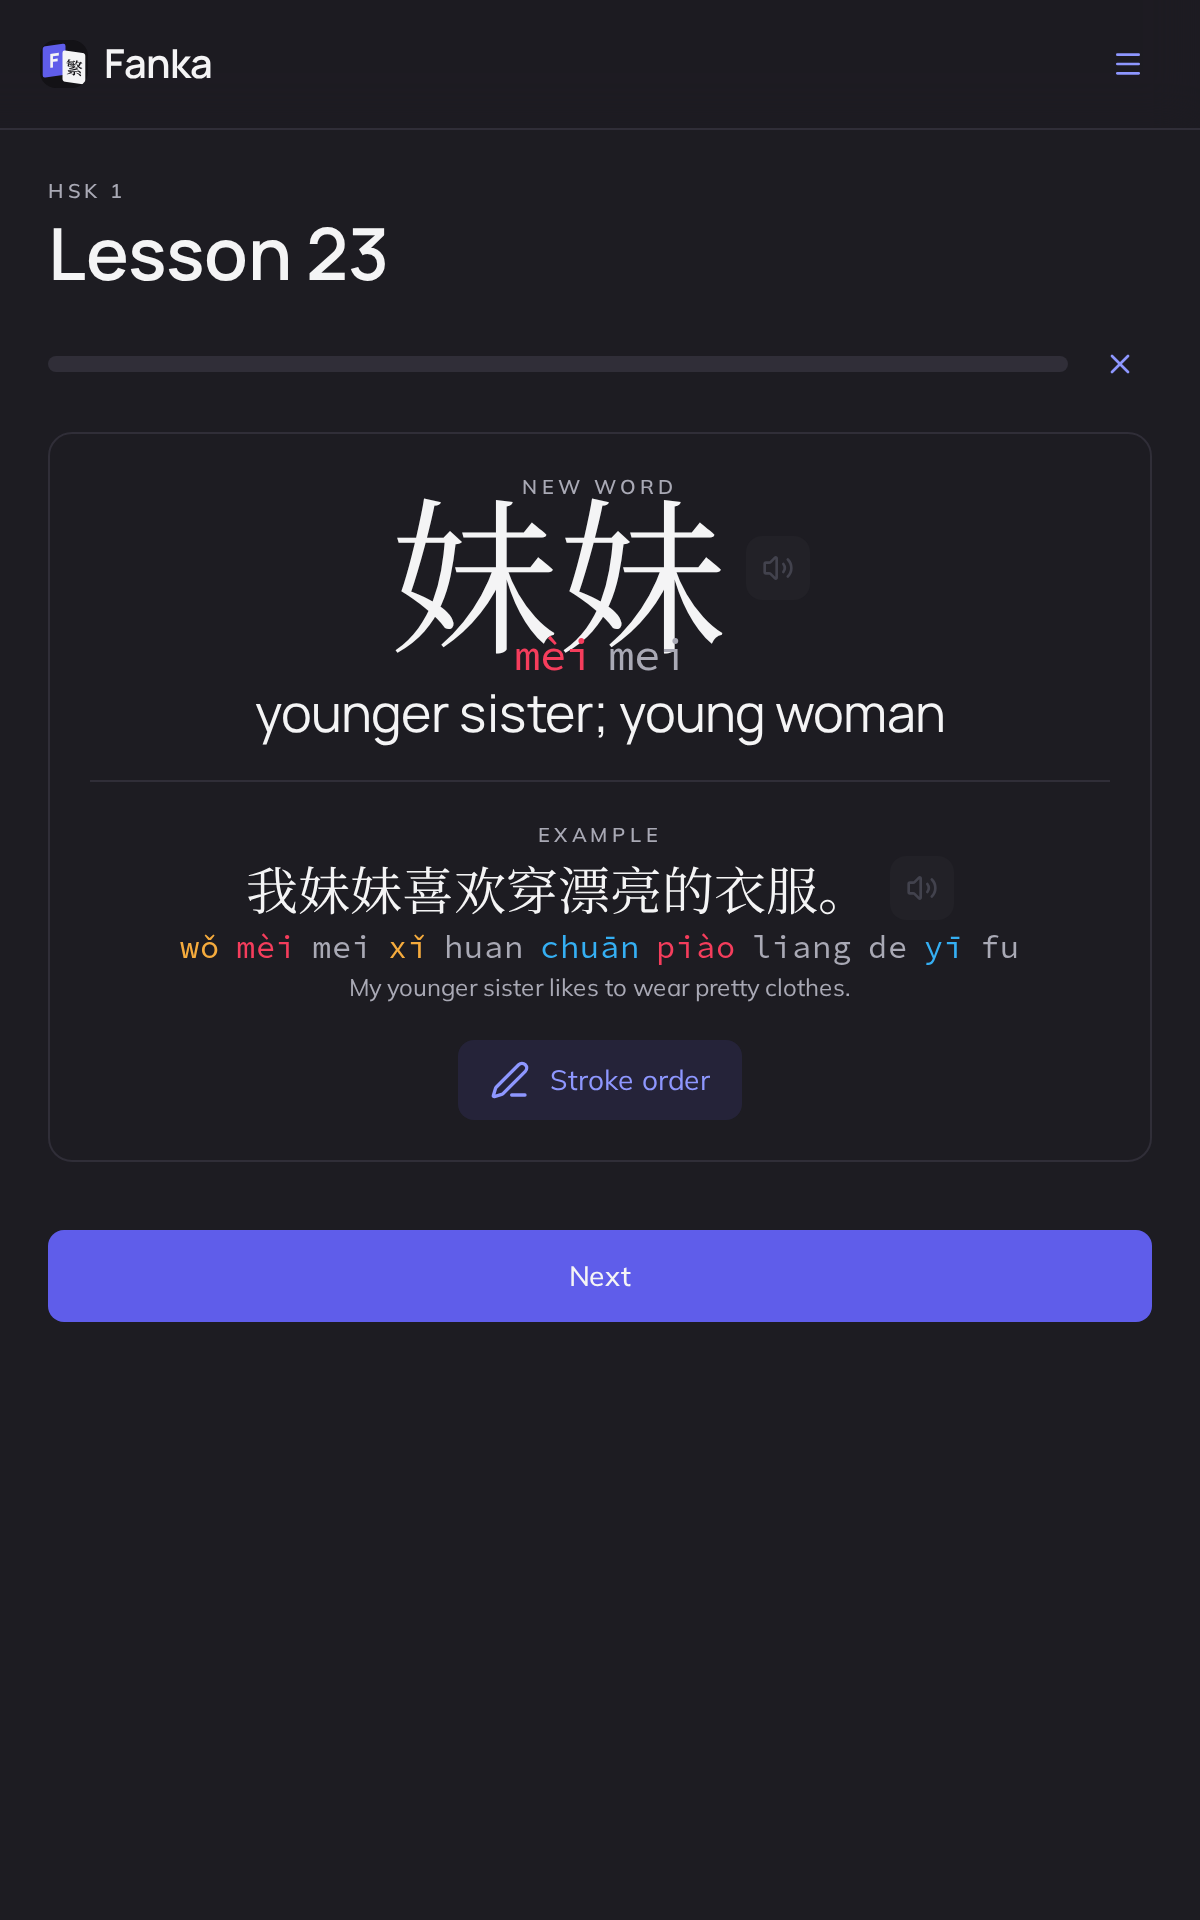 F 繁 Fanka
HSK 1
Lesson 23
NEW WORD
妹妹
mèi mei
younger sister; young woman
EXAMPLE
我妹妹喜欢穿漂亮的衣服。
wǒ mèi mei xǐ huan chuān piào liang de yī fu
My younger sister likes to wear pretty clothes.
Stroke order
Next